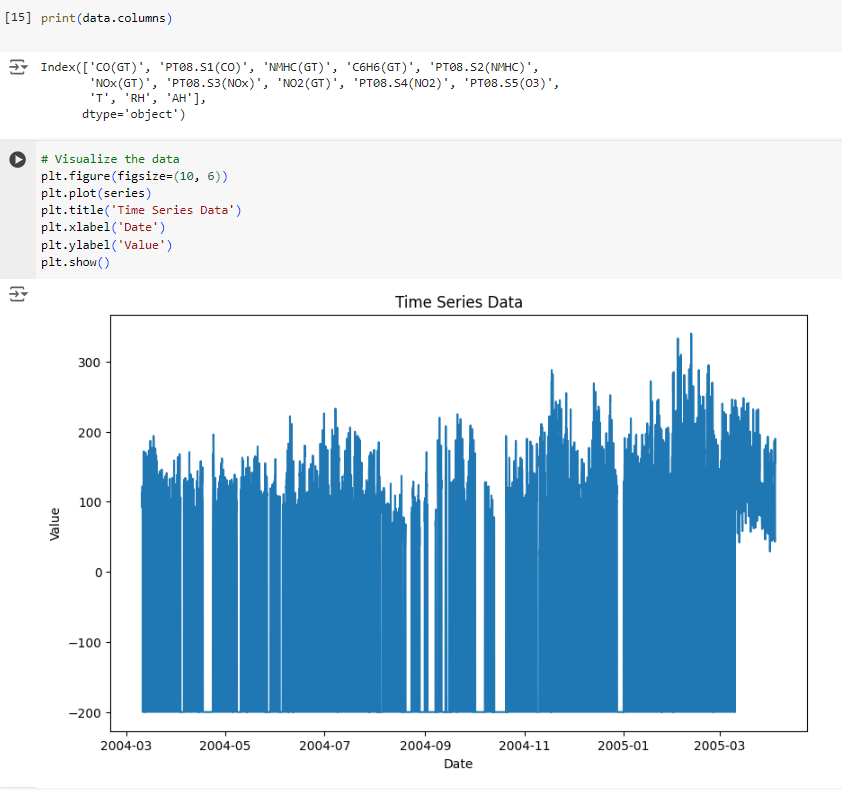 [15] print(data.columns)
Index(['CO(GT)', 'PT08.S1(CO)', 'NMHC(GT)', 'C6H6(GT)', 'PT08.S2(NMHC)',
'NOx(GT)', 'PT08.S3(NOx)', 'NO2(GT)', 'PT08.S4(NO2)', 'PT08.S5(O3)',
'T', 'RH', 'AH'],
dtype='object')
# Visualize the data
plt.figure(figsize=(10, 6))
plt.plot(series)
plt.title('Time Series Data')
plt.xlabel('Date')
plt.ylabel('Value')
plt.show()
Time Series Data
300
200
100
0
−100
−200
Value
2004-03 2004-05 2004-07 2004-09 2004-11 2005-01 2005-03
Date